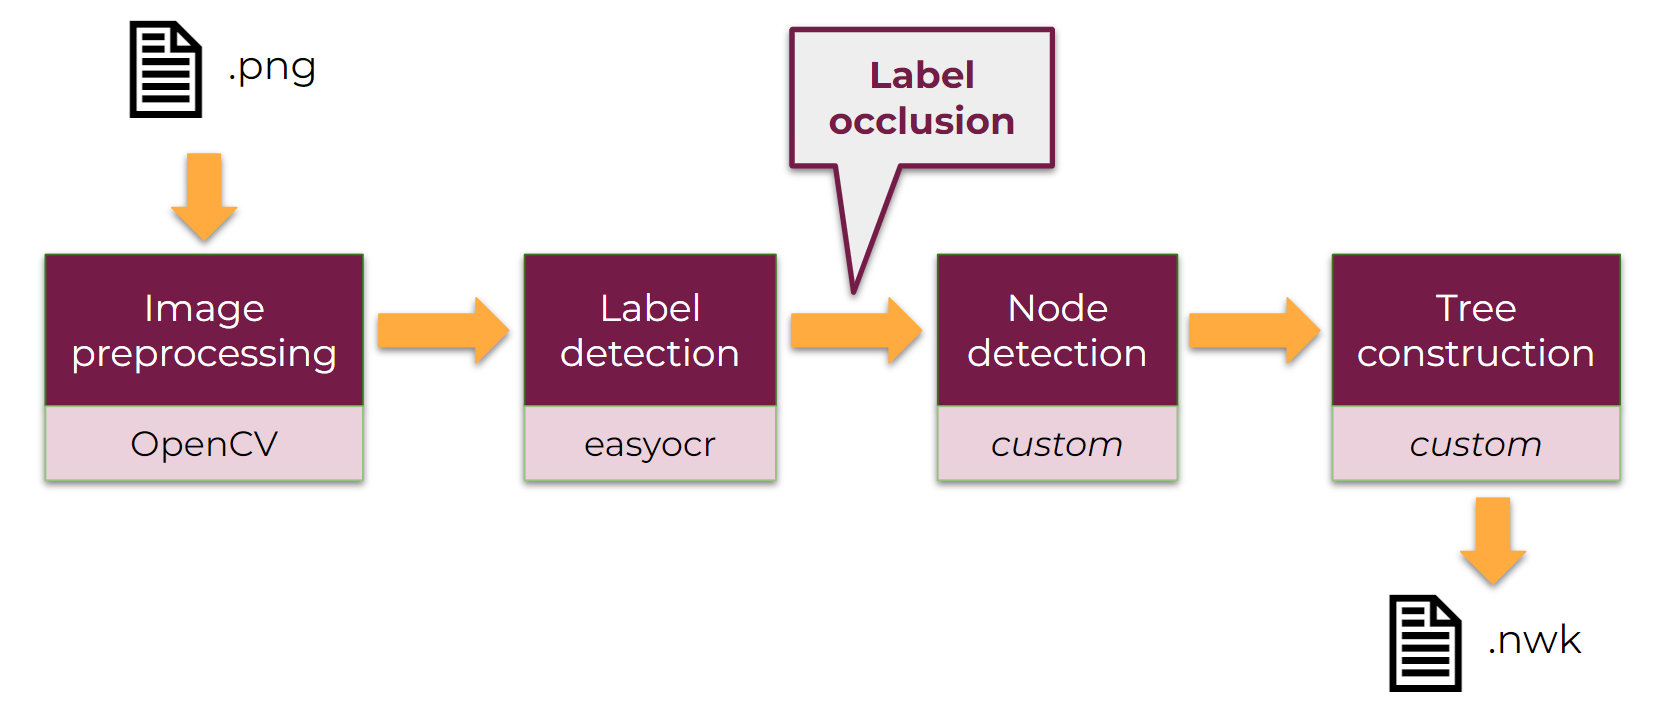 .png
Label
occlusion
Image
preprocessing
OpenCV
Label
detection
easyocr
Node
detection
custom
Tree
construction
custom
.nwk